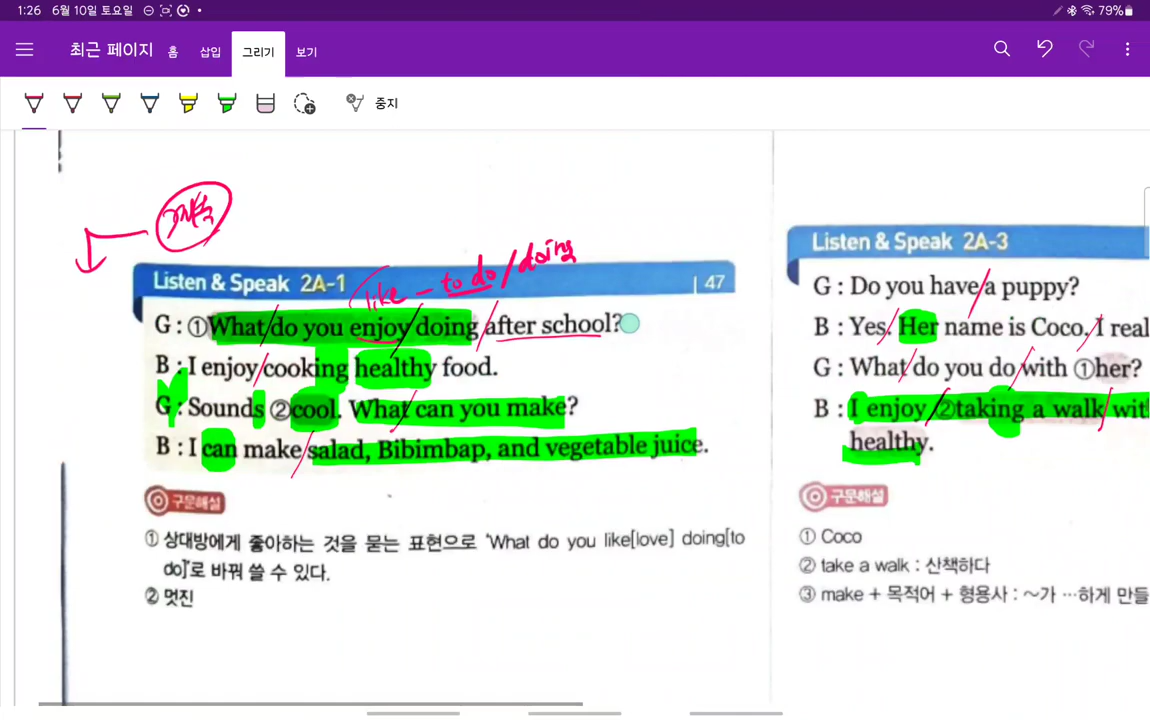 1:26 6월 10일 토요일 79%
최근 페이지 홈 삽입 그리기 보기
중지
like – to do / doing
Listen & Speak 2A-1 47
G : ①What do you enjoy doing after school?
B : I enjoy cooking healthy food.
G : Sounds ②cool. What can you make?
B : I can make salad, Bibimbap, and vegetable juice.
구문해설
① 상대방에게 좋아하는 것을 묻는 표현으로 'What do you like[love] doing[to
do]'로 바꿔 쓸 수 있다.
② 멋진
Listen & Speak 2A-3
G : Do you have a puppy?
B : Yes. Her name is Coco. I real
G : What do you do with ①her?
B : I enjoy ②taking a walk wit
healthy.
구문해설
① Coco
② take a walk : 산책하다
③ make + 목적어 + 형용사 : ~가 …하게 만들